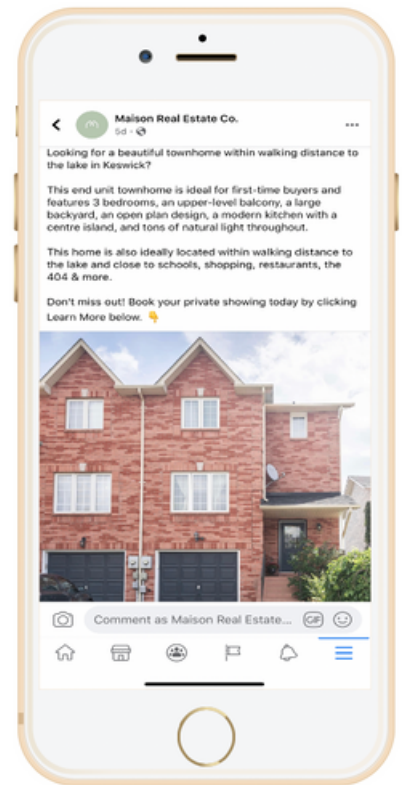 Maison Real Estate Co.
5d ·
Looking for a beautiful townhome within walking distance to
the lake in Keswick?
This end unit townhome is ideal for first-time buyers and
features 3 bedrooms, an upper-level balcony, a large
backyard, an open plan design, a modern kitchen with a
centre island, and tons of natural light throughout.
This home is also ideally located within walking distance to
the lake and close to schools, shopping, restaurants, the
404 & more.
Don't miss out! Book your private showing today by clicking
Learn More below. 👇
Comment as Maison Real Estate... GIF